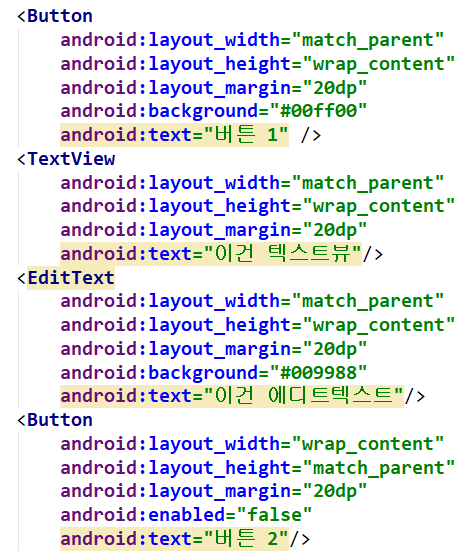 <Button
android:layout_width="match_parent"
android:layout_height="wrap_content"
android:layout_margin="20dp"
android:background="#00ff00"
android:text="버튼 1" />
<TextView
android:layout_width="match_parent"
android:layout_height="wrap_content"
android:layout_margin="20dp"
android:text="이건 텍스트뷰"/>
<EditText
android:layout_width="match_parent"
android:layout_height="wrap_content"
android:layout_margin="20dp"
android:background="#009988"
android:text="이건 에디트텍스트"/>
<Button
android:layout_width="wrap_content"
android:layout_height="match_parent"
android:layout_margin="20dp"
android:enabled="false"
android:text="버튼 2"/>